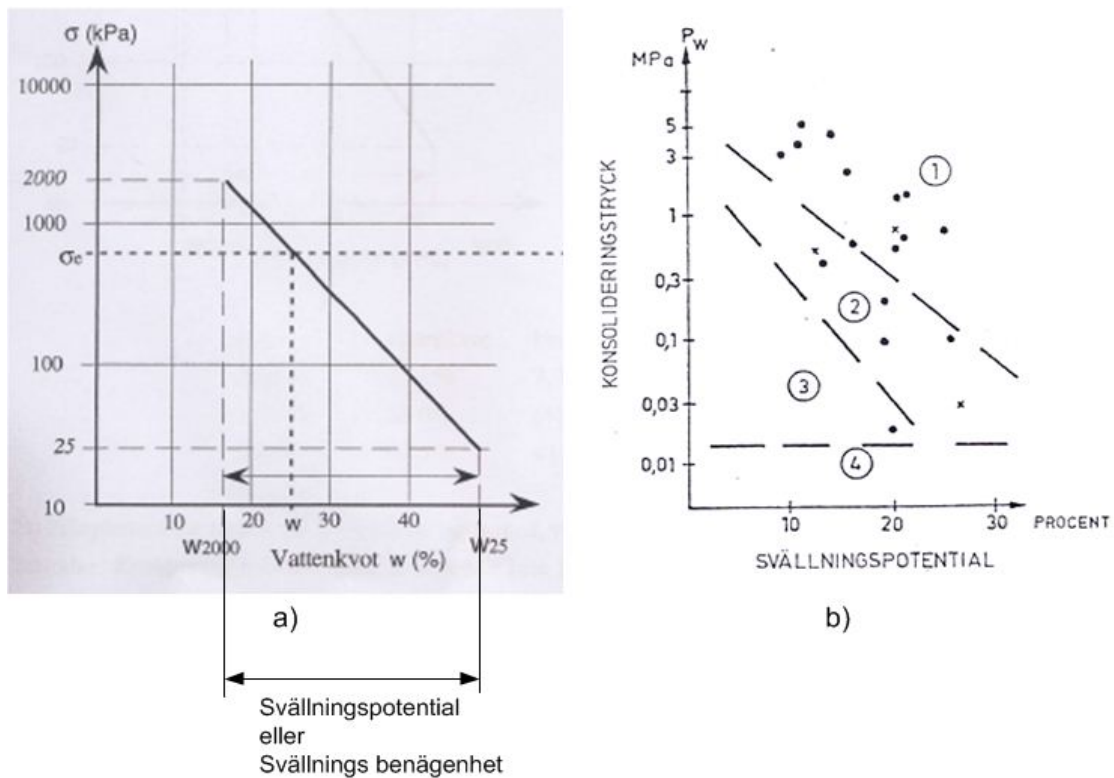 σ (kPa)
10000
2000
1000
σc
100
25
10
10
20
30
40
w
W2000
Vattenkvot w (%)
W25
a)
Svällningspotential
eller
Svällnings benägenhet
Pw
MPa
5
3
1
0,3
0,1
0,03
0,01
KONSOLIDERINGSTRYCK
1
2
3
4
10
20
30
PROCENT
SVÄLLNINGSPOTENTIAL
b)